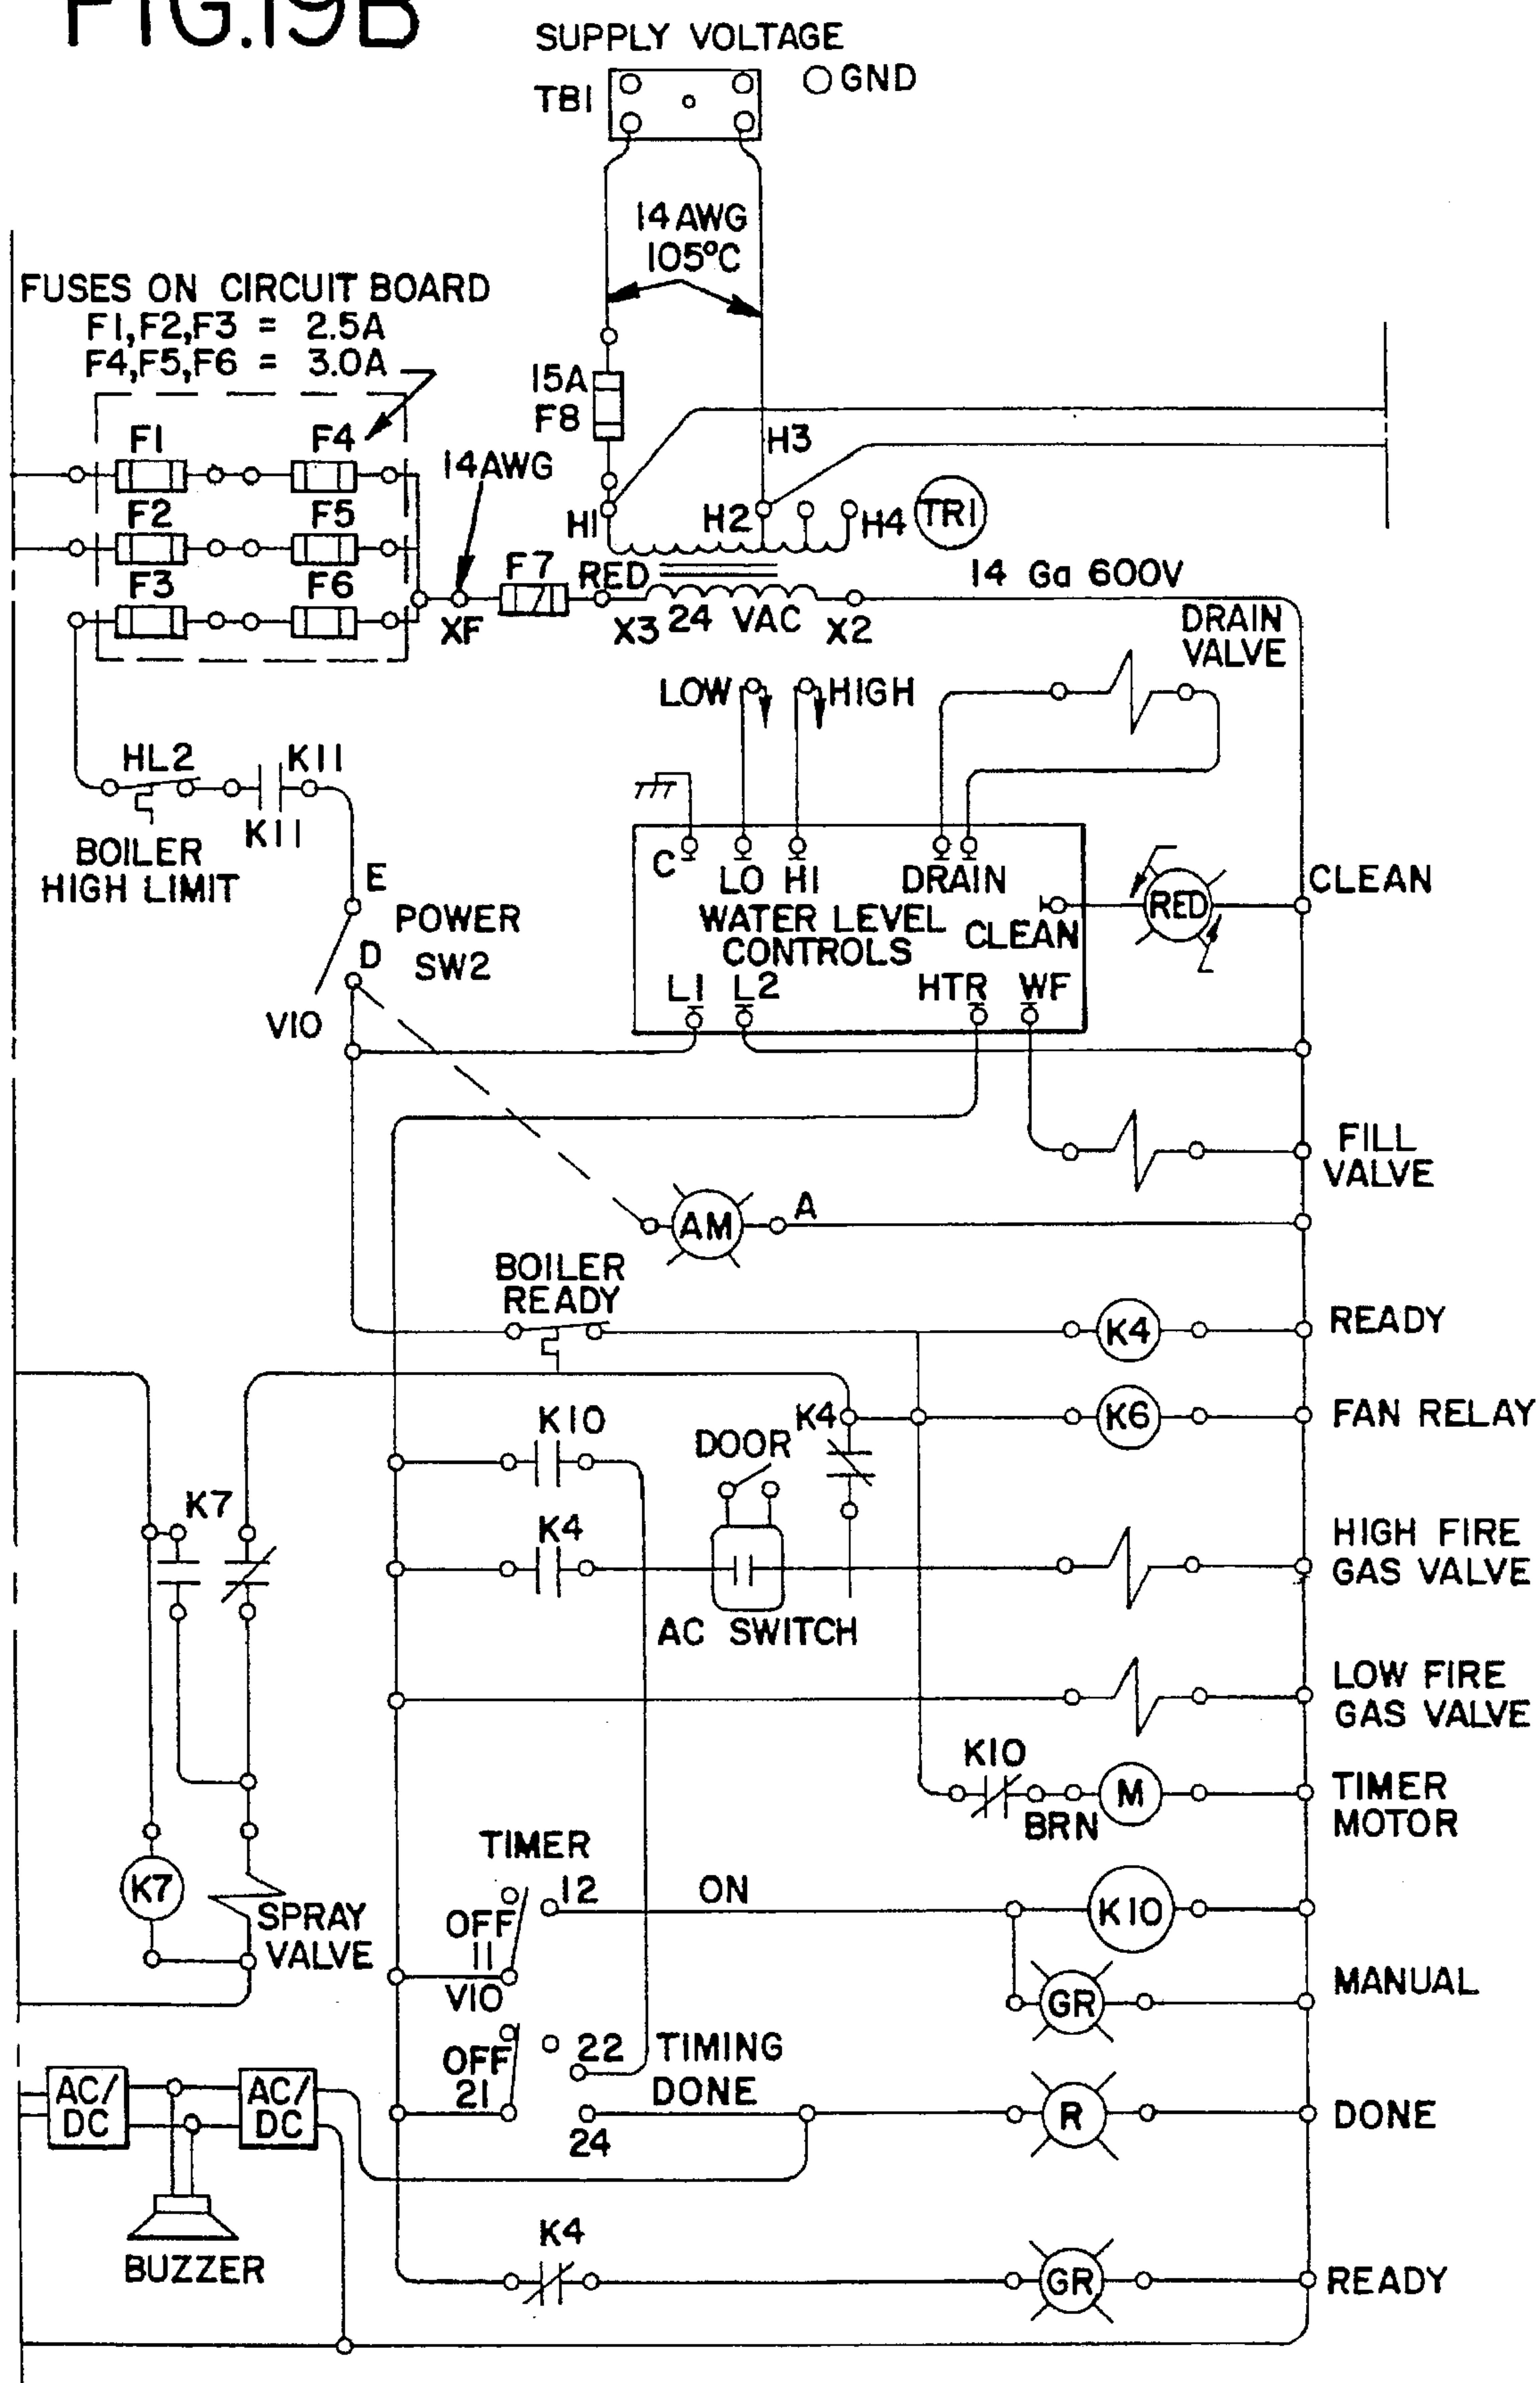 FIG.19B
SUPPLY VOLTAGE
TB1
GND
14 AWG
105°C
FUSES ON CIRCUIT BOARD
F1,F2,F3 = 2.5A
F4,F5,F6 = 3.0A
15A
F8
F1
F4
14AWG
H3
F2
F5
H1
H2
H4
TR1
F3
F6
F7
RED
14 Ga 600V
XF
X3
24 VAC
X2
DRAIN
VALVE
LOW
HIGH
HL2
K11
K11
BOILER
HIGH LIMIT
E
POWER
SW2
D
VIO
C
LO
HI
DRAIN
WATER LEVEL
CONTROLS
CLEAN
RED
CLEAN
L1
L2
HTR
WF
FILL
VALVE
AM
A
BOILER
READY
K4
READY
K10
K4
K6
FAN RELAY
DOOR
K7
K4
HIGH FIRE
GAS VALVE
AC SWITCH
LOW FIRE
GAS VALVE
K10
BRN
M
TIMER
MOTOR
TIMER
12
ON
K7
OFF
11
VIO
K10
SPRAY
VALVE
GR
MANUAL
OFF
21
22
TIMING
DONE
24
AC/
DC
AC/
DC
R
DONE
BUZZER
K4
GR
READY